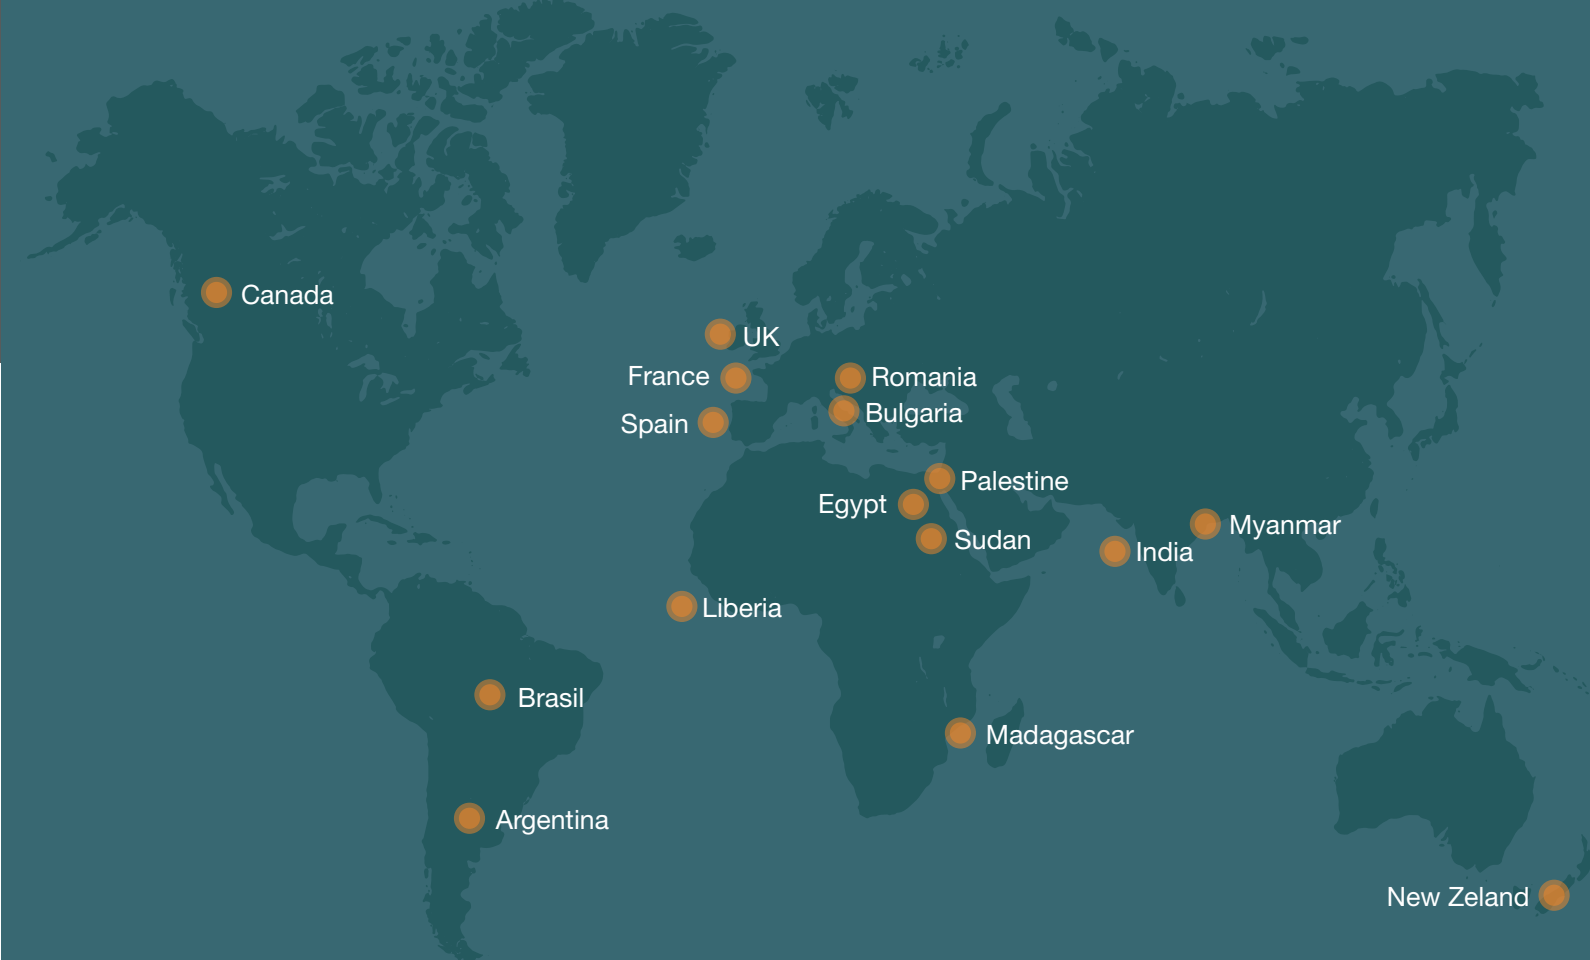 Canada
UK
France
Romania
Bulgaria
Spain
Palestine
Egypt
Myanmar
Sudan
India
Liberia
Brasil
Madagascar
Argentina
New Zeland